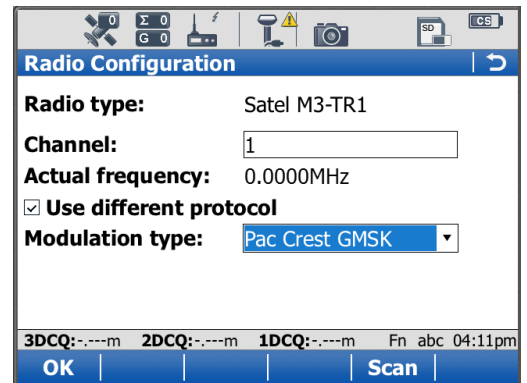 0 Σ 0 SD CS
G 0
Radio Configuration
Radio type: Satel M3-TR1
Channel: 1
Actual frequency: 0.0000MHz
Use different protocol
Modulation type: Pac Crest GMSK
3DCQ:-.---m 2DCQ:-.---m 1DCQ:-.---m Fn abc 04:11pm
OK Scan